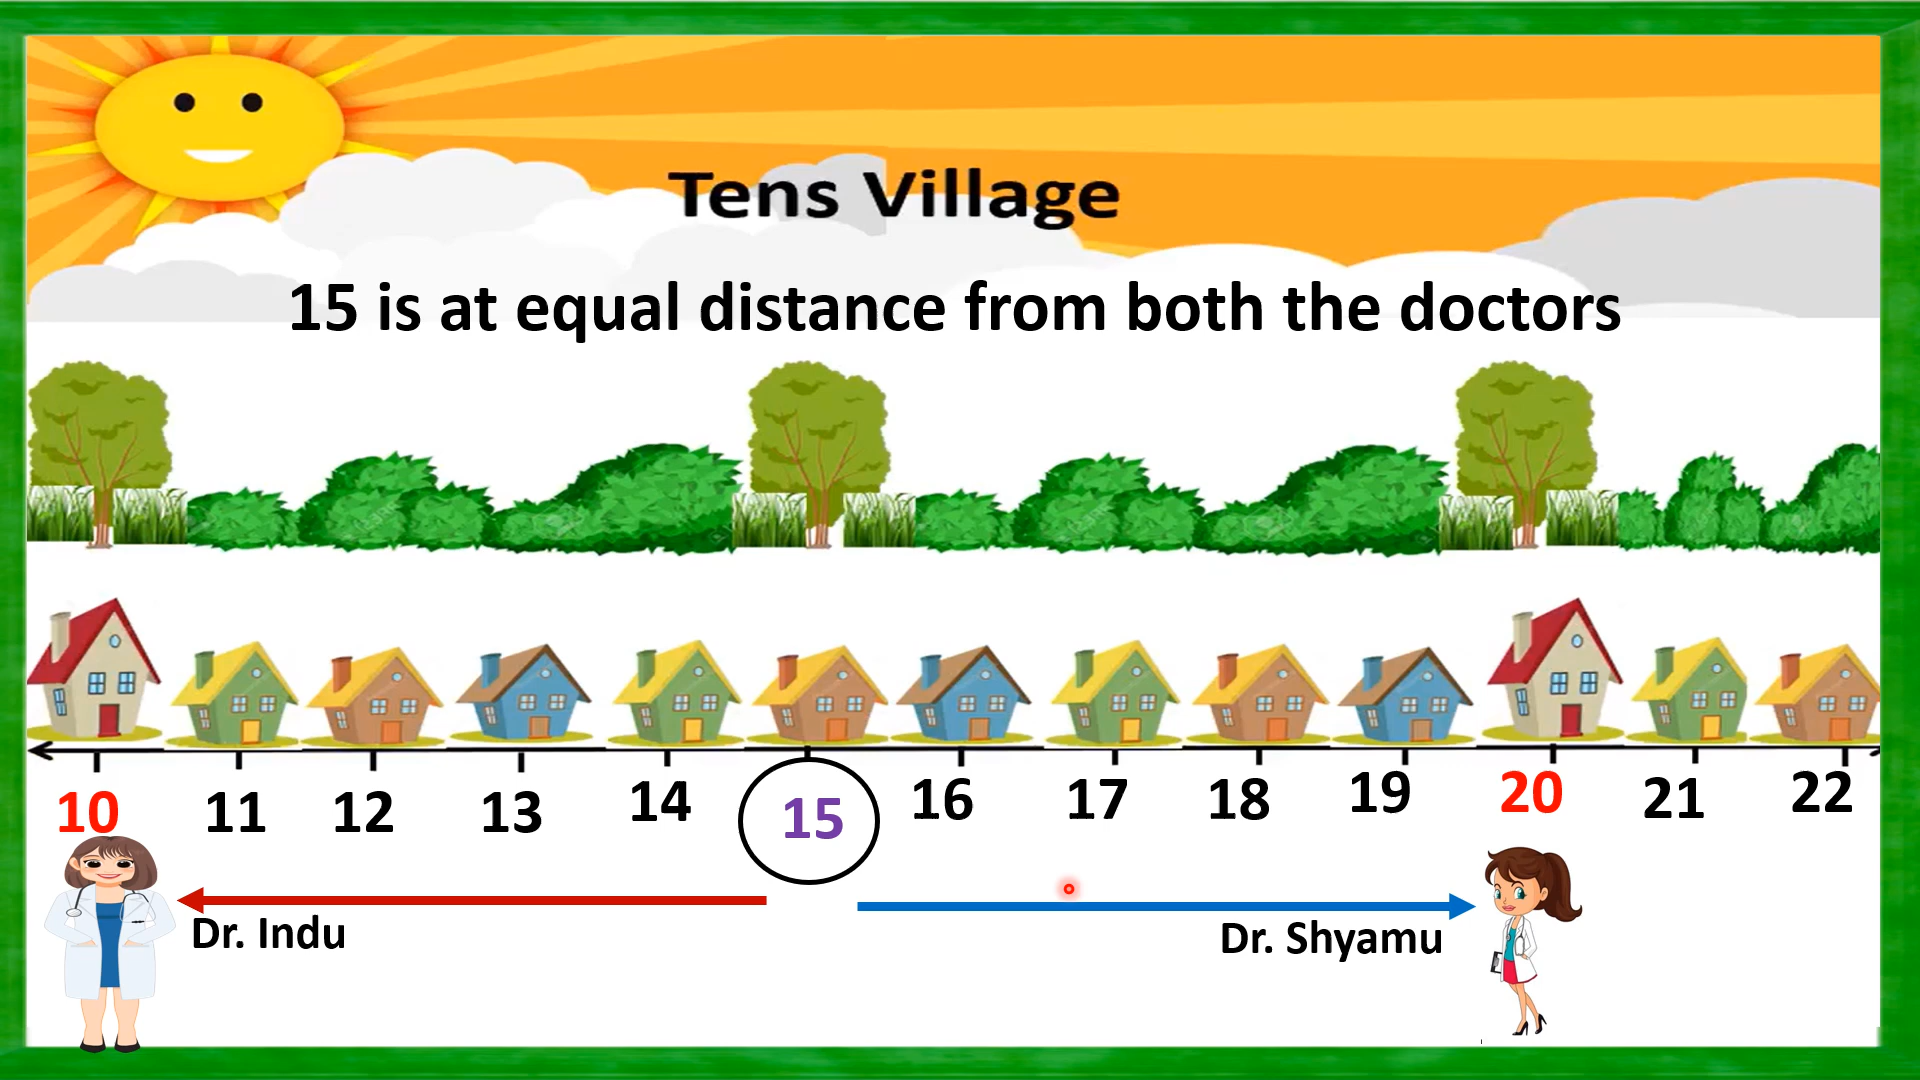 Tens Village
15 is at equal distance from both the doctors
10 11 12 13 14 15 16 17 18 19 20 21 22
Dr. Indu
Dr. Shyamu